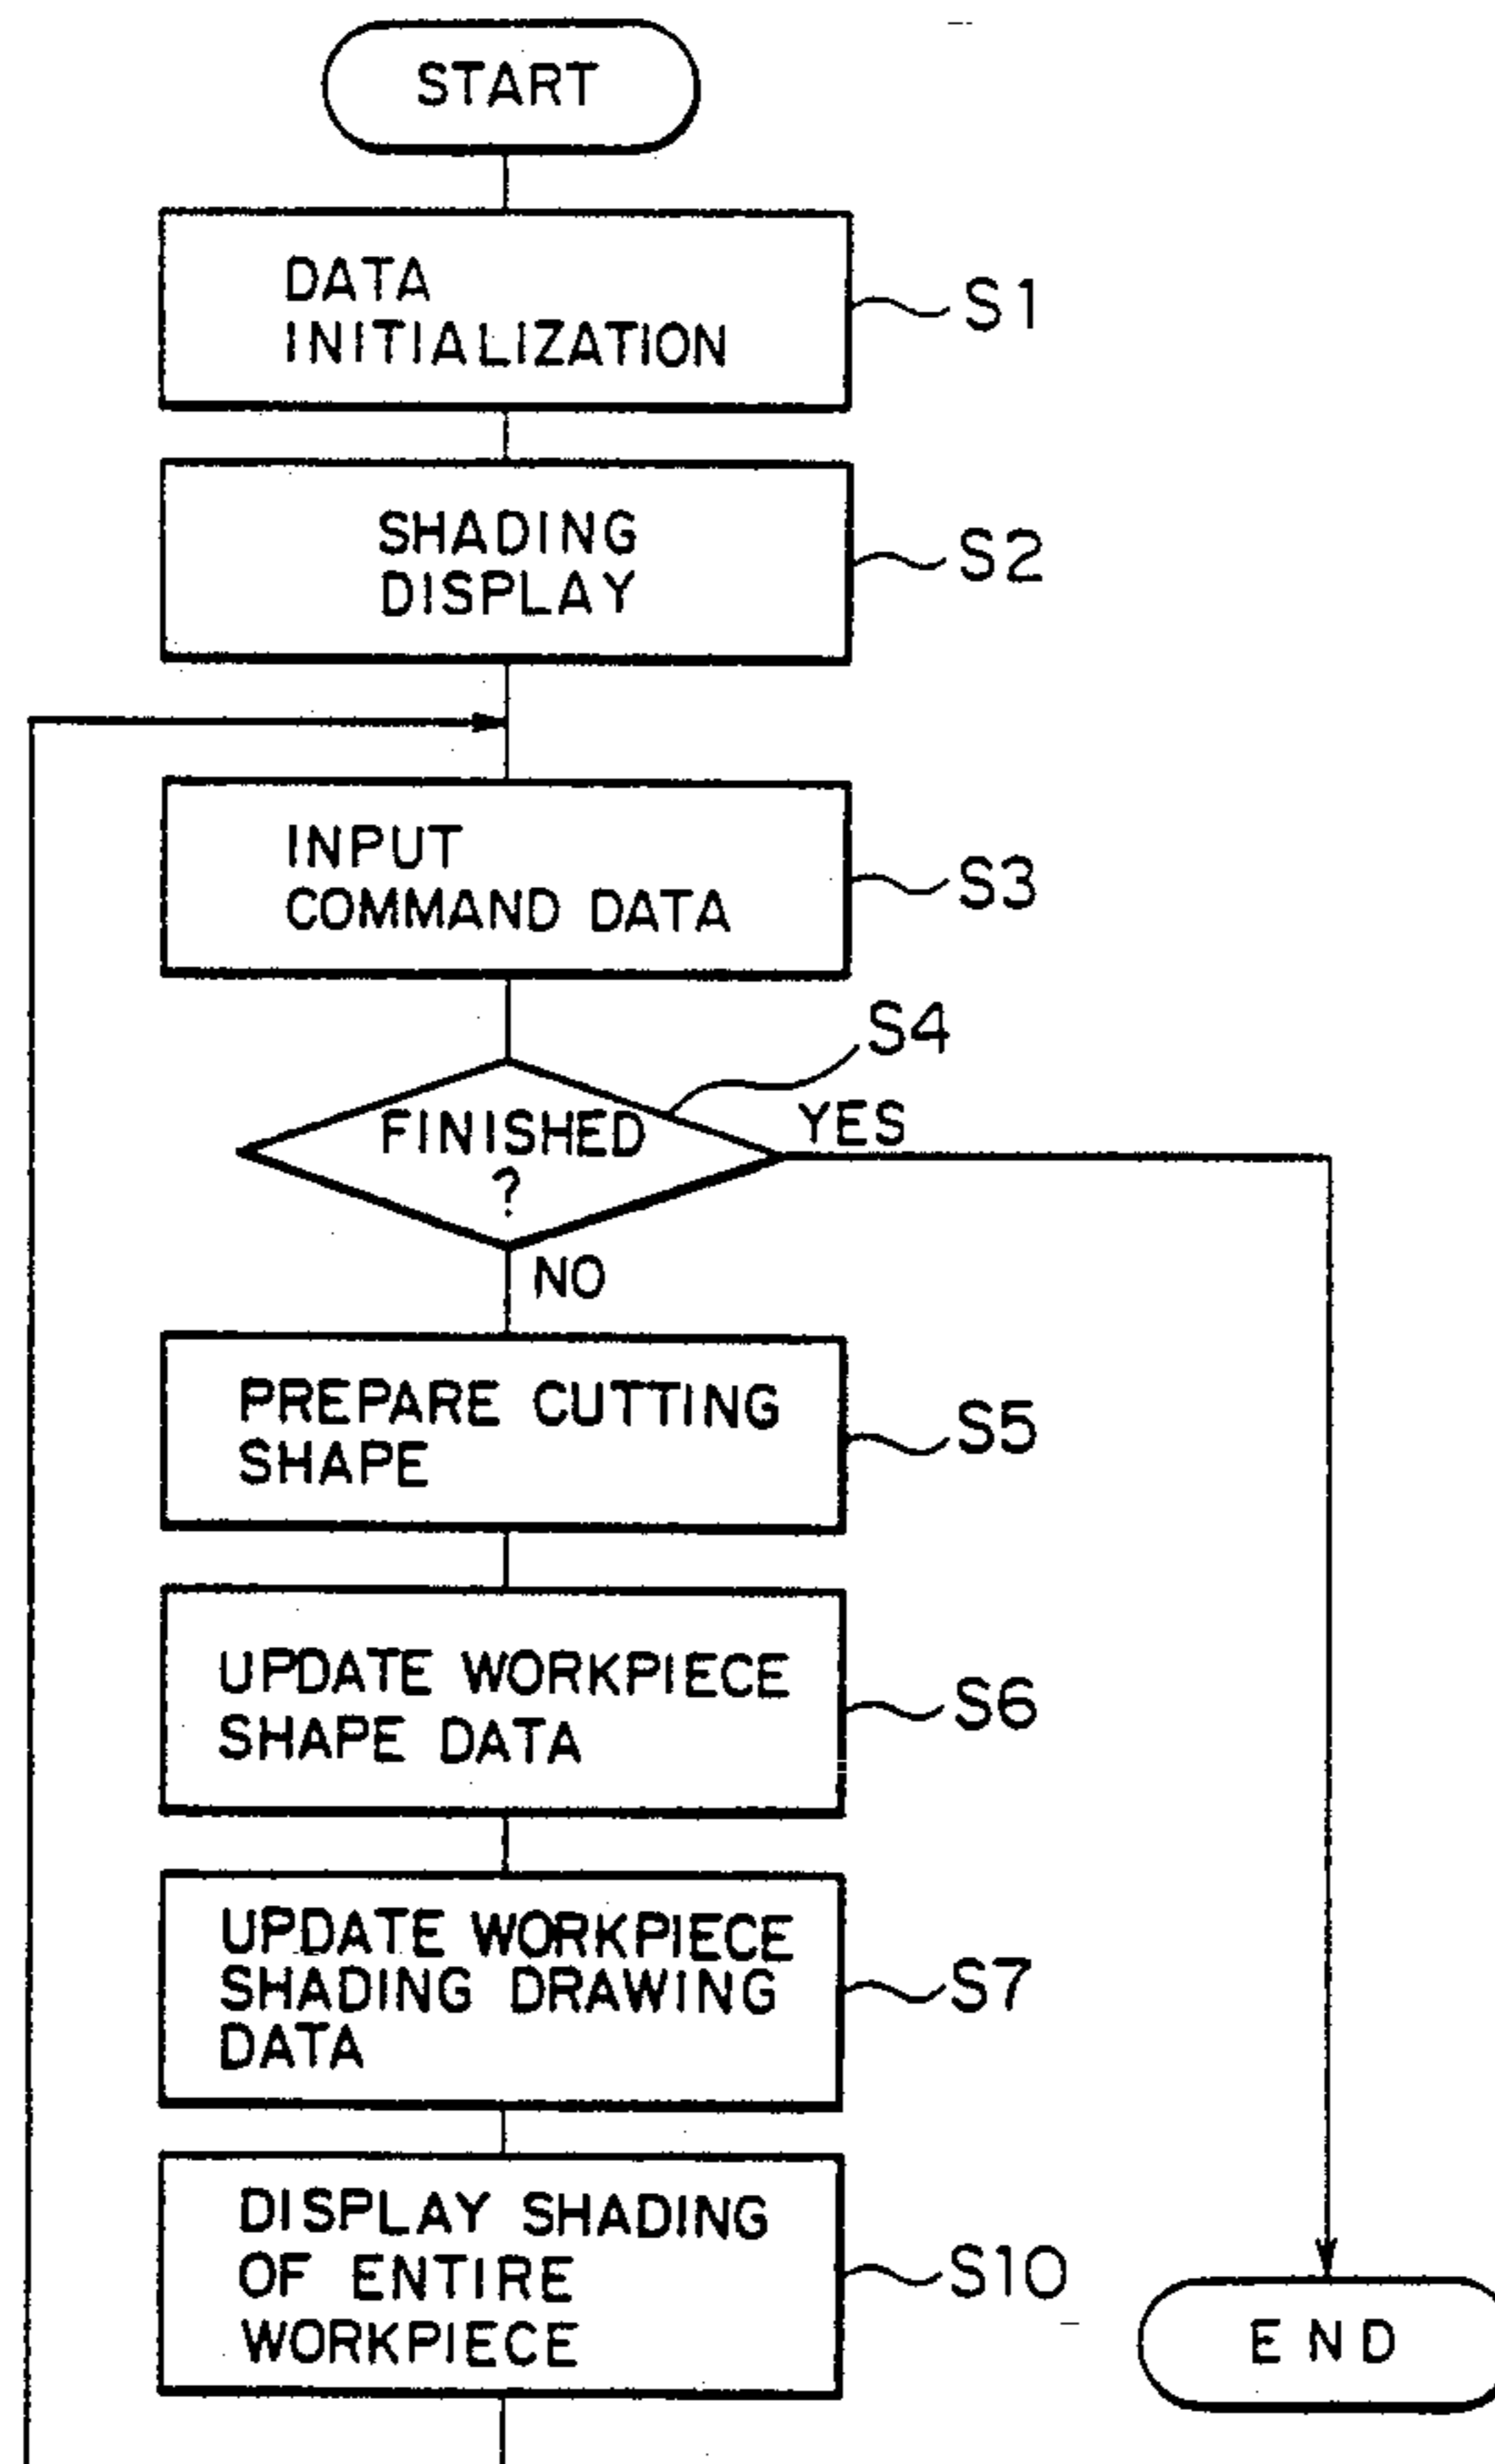 START
DATA
INITIALIZATION
S1
SHADING
DISPLAY
S2
INPUT
COMMAND DATA
S3
S4
FINISHED
?
YES
NO
PREPARE CUTTING
SHAPE
S5
UPDATE WORKPIECE
SHAPE DATA
S6
UPDATE WORKPIECE
SHADING DRAWING
DATA
S7
DISPLAY SHADING
OF ENTIRE
WORKPIECE
S10
END